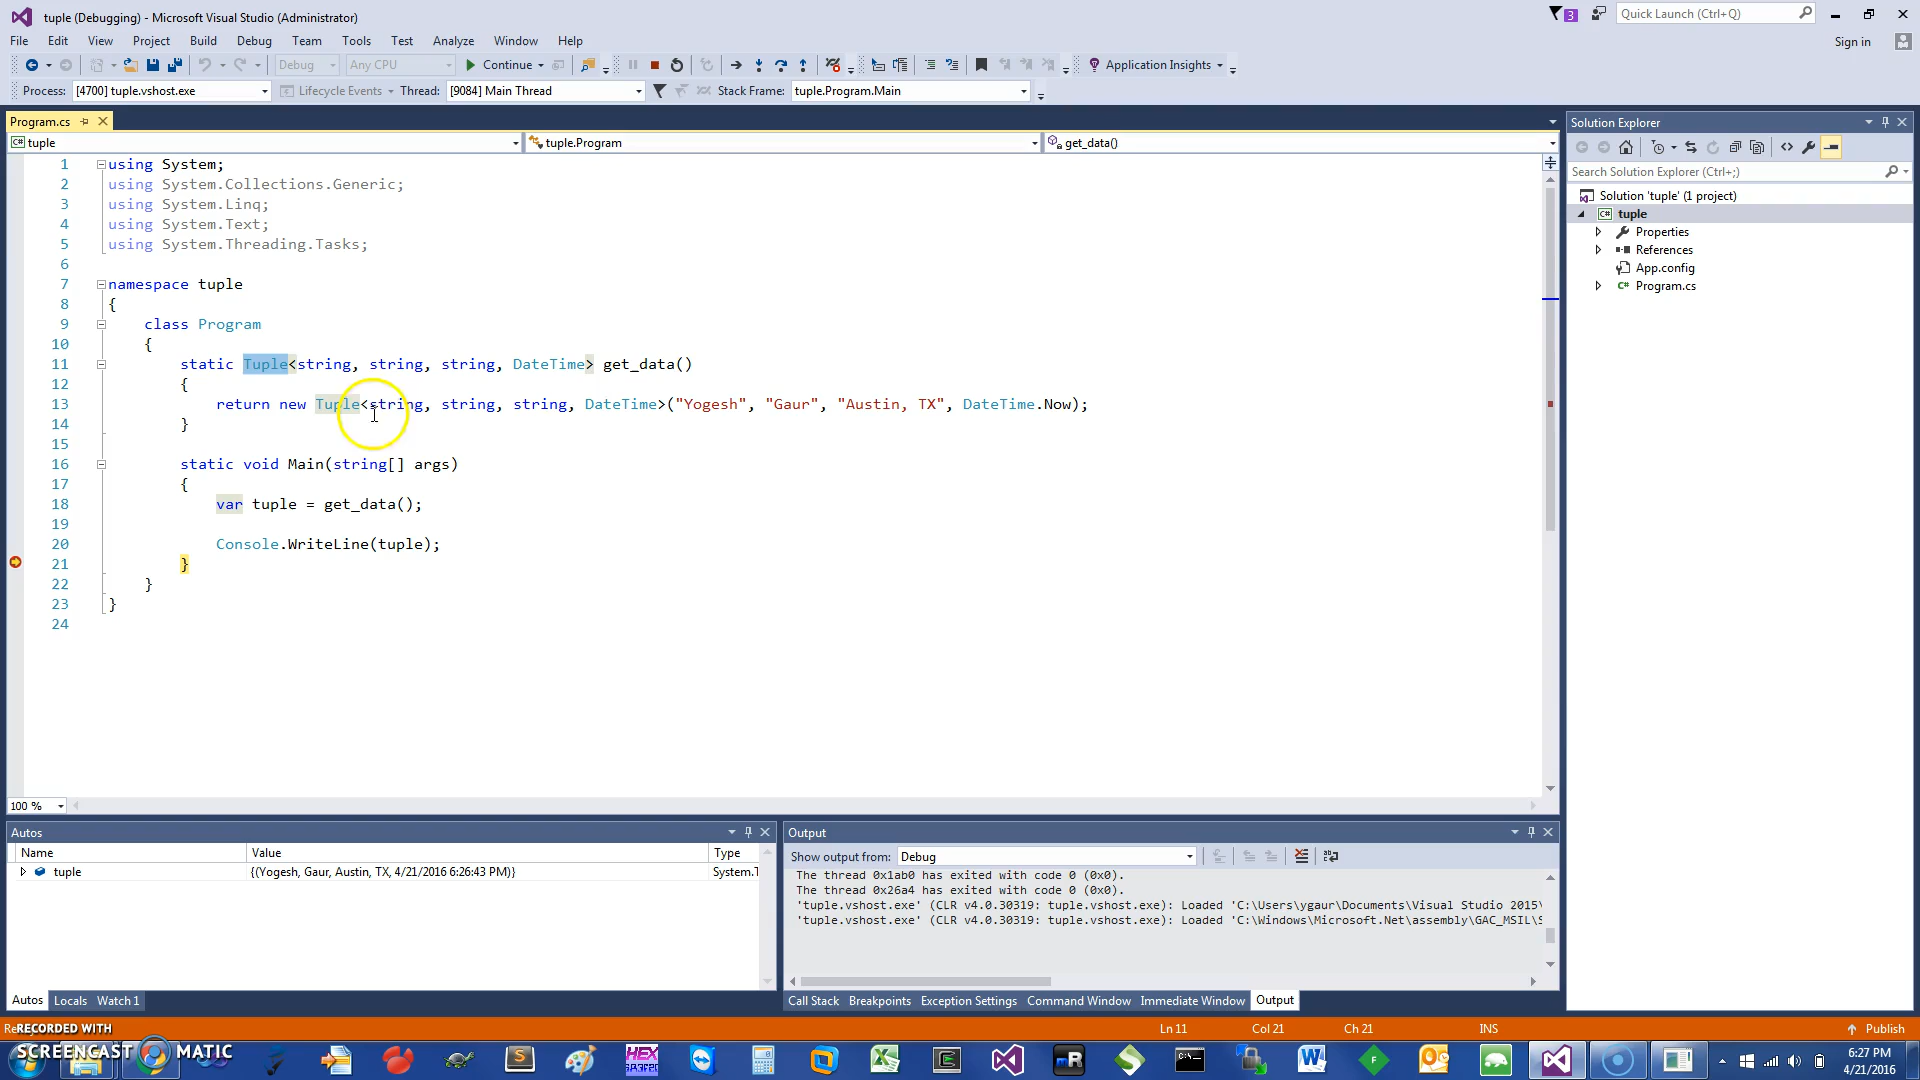 tuple (Debugging) - Microsoft Visual Studio (Administrator)
3
Quick Launch (Ctrl+Q)
File Edit View Project Build Debug Team Tools Test Analyze Window Help
Sign in
Debug Any CPU Continue Application Insights
Process: [4700] tuple.vshost.exe Lifecycle Events Thread: [9084] Main Thread Stack Frame: tuple.Program.Main
Program.cs
C# tuple tuple.Program get_data()
1 using System;
2 using System.Collections.Generic;
3 using System.Linq;
4 using System.Text;
5 using System.Threading.Tasks;
6
7 namespace tuple
8 {
9 class Program
10 {
11 static Tuple<string, string, string, DateTime> get_data()
12 {
13 return new Tuple<string, string, string, DateTime>("Yogesh", "Gaur", "Austin, TX", DateTime.Now);
14 }
15
16 static void Main(string[] args)
17 {
18 var tuple = get_data();
19
20 Console.WriteLine(tuple);
21 }
22 }
23 }
24
100 %
Solution Explorer
Search Solution Explorer (Ctrl+;)
Solution 'tuple' (1 project)
C# tuple
Properties
References
App.config
C# Program.cs
Autos
Name Value Type
tuple {(Yogesh, Gaur, Austin, TX, 4/21/2016 6:26:43 PM)} System.T
Autos Locals Watch 1
Output
Show output from: Debug
The thread 0x1ab0 has exited with code 0 (0x0).
The thread 0x26a4 has exited with code 0 (0x0).
'tuple.vshost.exe' (CLR v4.0.30319: tuple.vshost.exe): Loaded 'C:\Users\ygaur\Documents\Visual Studio 2015\
'tuple.vshost.exe' (CLR v4.0.30319: tuple.vshost.exe): Loaded 'C:\Windows\Microsoft.Net\assembly\GAC_MSIL\S
Call Stack Breakpoints Exception Settings Command Window Immediate Window Output
Re
RECORDED WITH
Ln 11 Col 21 Ch 21 INS Publish
SCREENCAST MATIC
HEX
mR
6:27 PM
4/21/2016